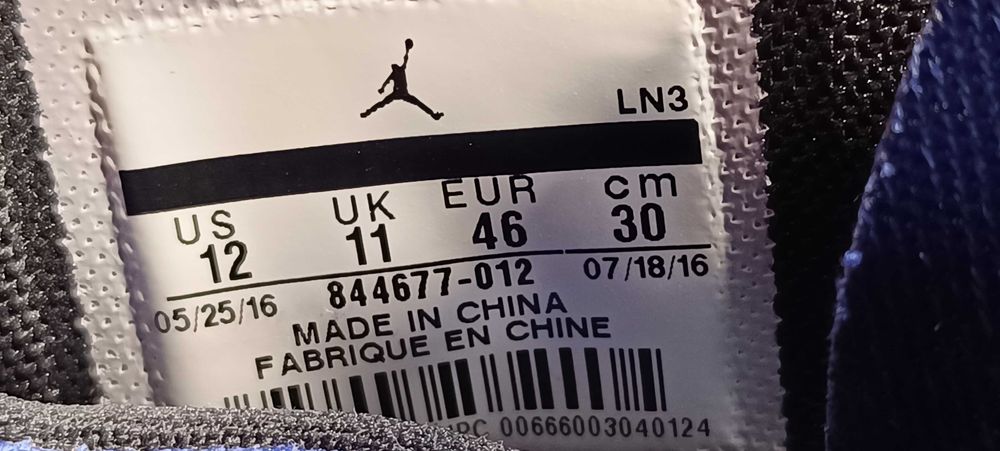 LN3
US UK EUR cm
12 11 46 30
05/25/16 844677-012 07/18/16
MADE IN CHINA
FABRIQUE EN CHINE
00666003040124